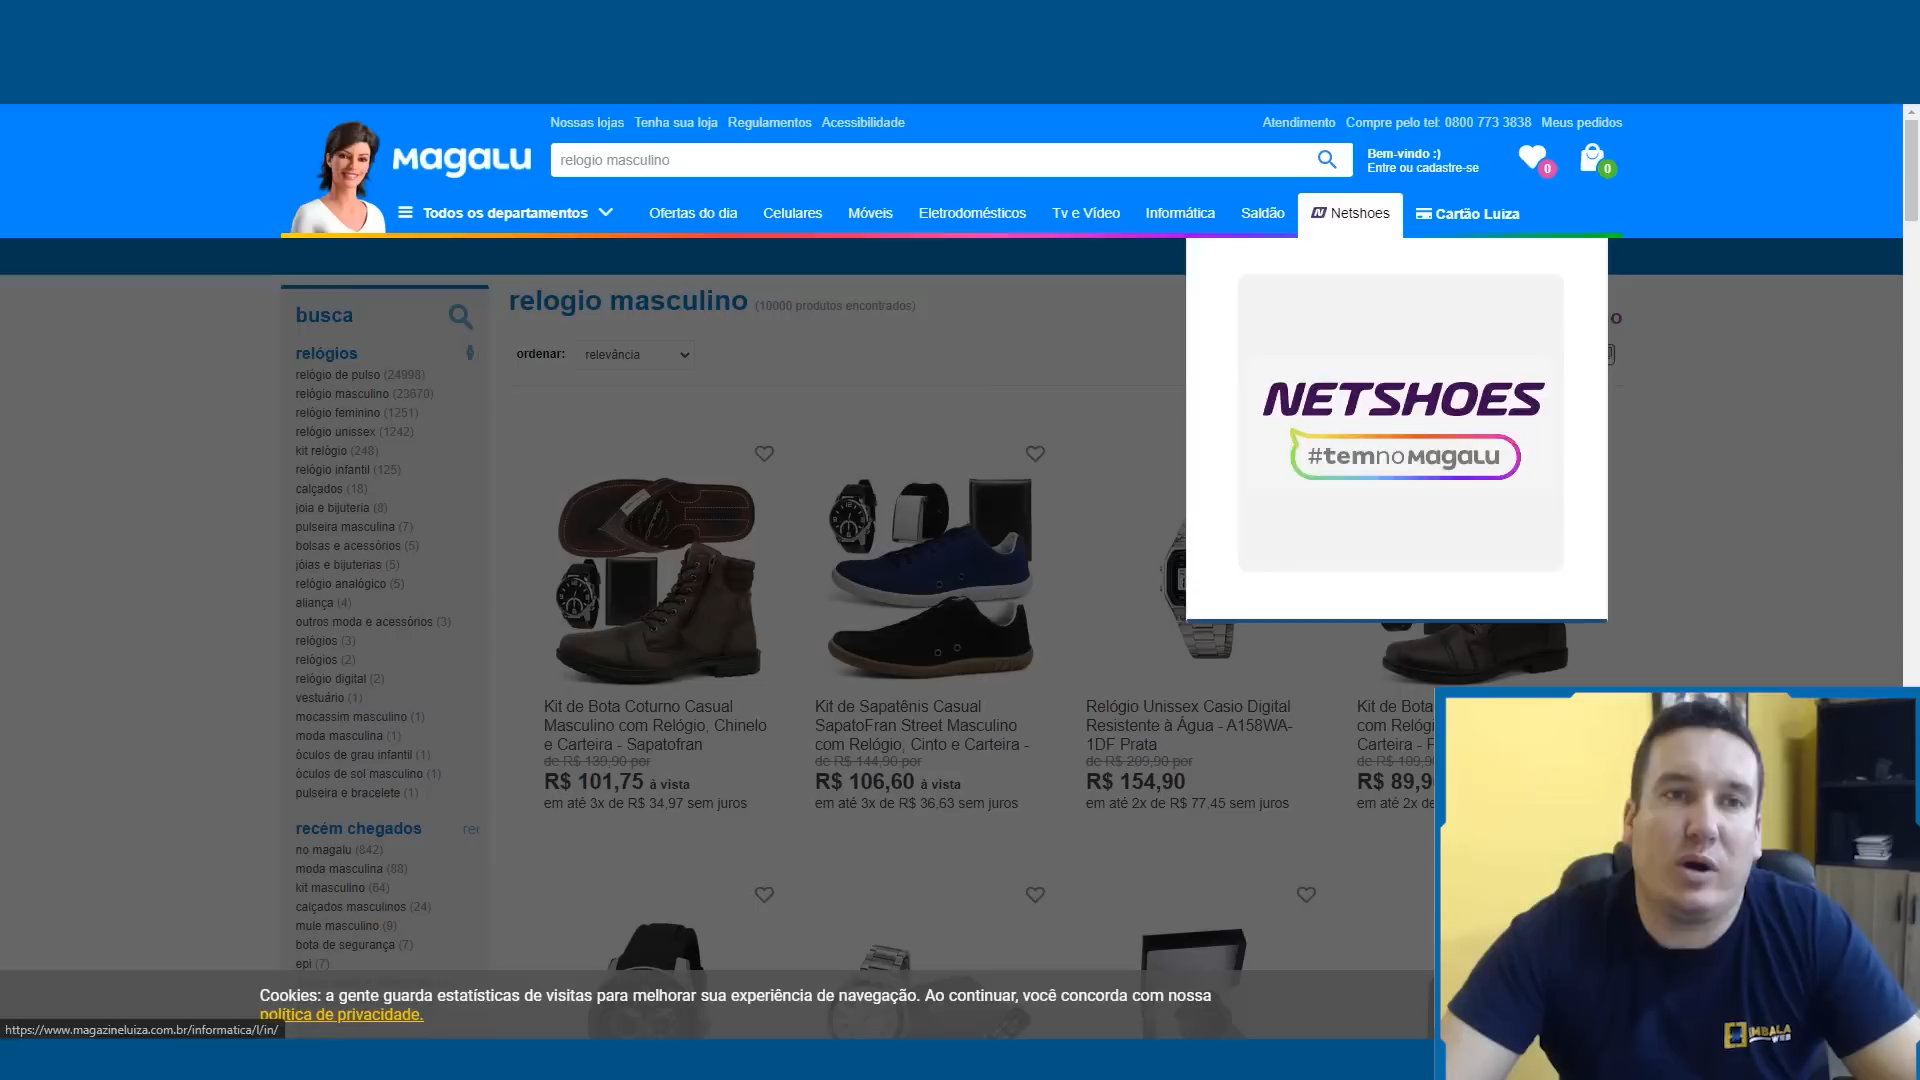 Nossas lojas Tenha sua loja Regulamentos Acessibilidade
Atendimento Compre pelo tel: 0800 773 3838 Meus pedidos
Magalu
relogio masculino
Bem-vindo :)
Entre ou cadastre-se
0
0
Todos os departamentos Ofertas do dia Celulares Móveis Eletrodomésticos Tv e Vídeo Informática Saldão Netshoes Cartão Luiza
busca
relógios
relógio de pulso (24998)
relógio masculino (23670)
relógio feminino (1251)
relógio unissex (1242)
kit relógio (248)
relógio infantil (125)
calçados (18)
joia e bijuteria (8)
pulseira masculina (7)
bolsas e acessórios (5)
jóias e bijuterias (5)
relógio analógico (5)
aliança (4)
outros moda e acessórios (3)
relógios (3)
relógios (2)
relógio digital (2)
vestuário (1)
mocassim masculino (1)
moda masculina (1)
óculos de grau infantil (1)
óculos de sol masculino (1)
pulseira e bracelete (1)
recém chegados
no magalu (842)
moda masculina (88)
kit masculino (64)
calçados masculinos (24)
mule masculino (9)
bota de segurança (7)
epi (7)
relogio masculino (10000 produtos encontrados)
ordenar: relevância
NETSHOES
#temnoMagalu
Kit de Bota Coturno Casual
Masculino com Relógio, Chinelo
e Carteira - Sapatofran
de R$ 139,90 por
R$ 101,75 à vista
em até 3x de R$ 34,97 sem juros
Kit de Sapatênis Casual
SapatoFran Street Masculino
com Relógio, Cinto e Carteira -
de R$ 144,90 por
R$ 106,60 à vista
em até 3x de R$ 36,63 sem juros
Relógio Unissex Casio Digital
Resistente à Água - A158WA-
1DF Prata
de R$ 209,90 por
R$ 154,90
em até 2x de R$ 77,45 sem juros
Kit de Bota
com Relógi
Carteira - F
de R$ 109,9
R$ 89,9
em até 2x de
Cookies: a gente guarda estatísticas de visitas para melhorar sua experiência de navegação. Ao continuar, você concorda com nossa
política de privacidade.
https://www.magazineluiza.com.br/informatica/l/in/
EMBALA
WEB